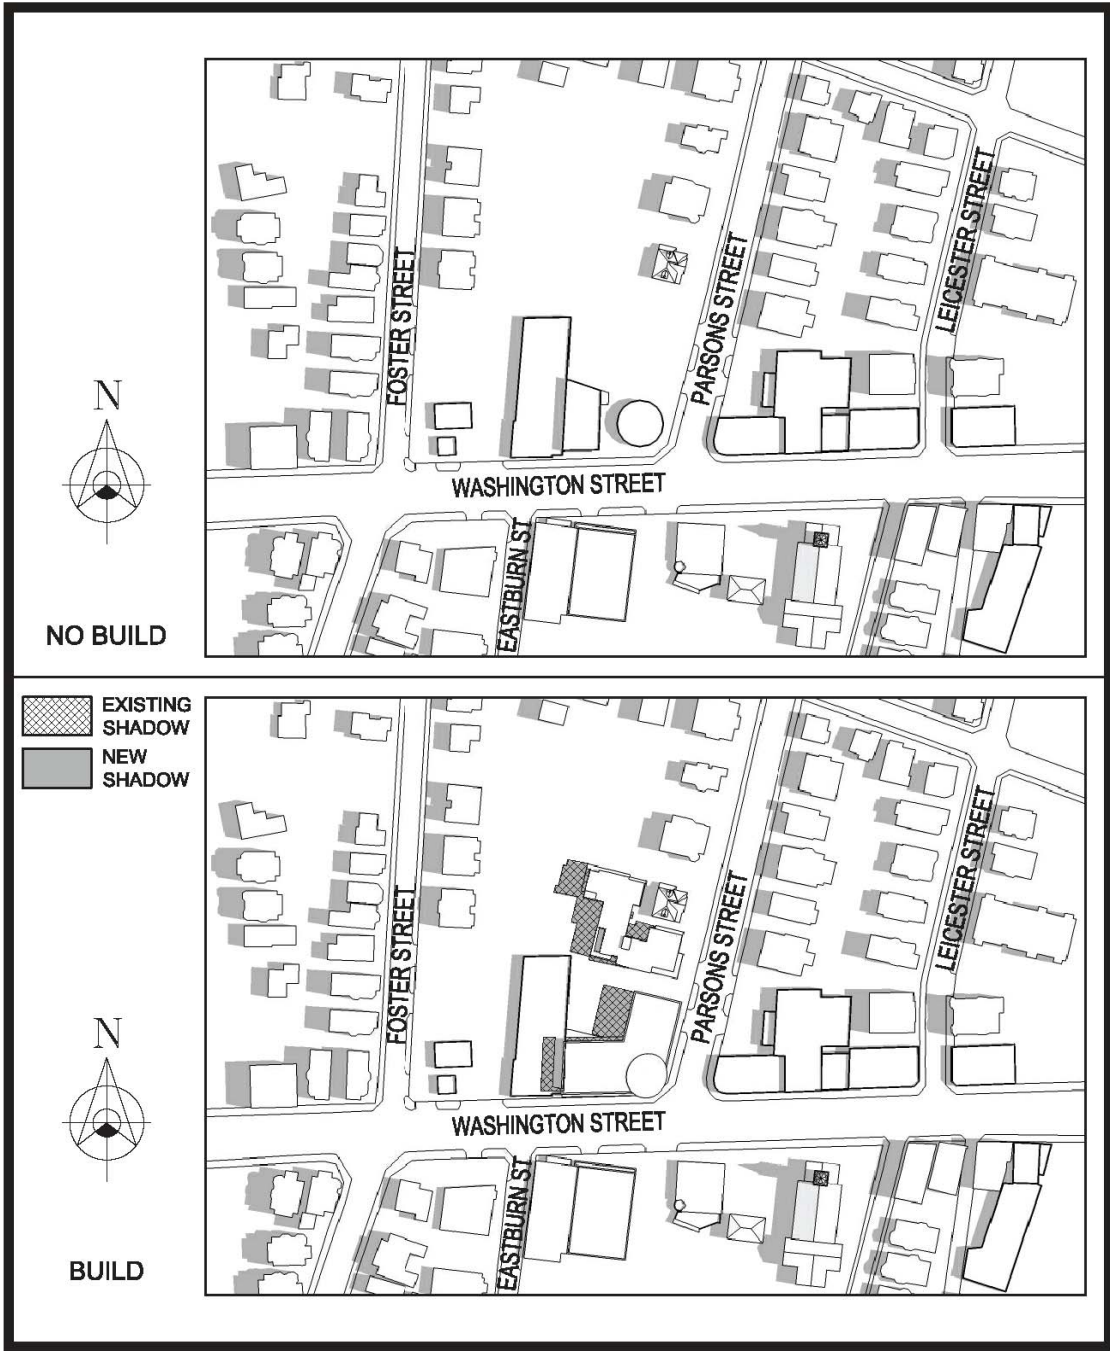 FOSTER STREET
PARSONS STREET
LEICESTER STREET
WASHINGTON STREET
EASTBURN ST
N
NO BUILD
EXISTING
SHADOW
NEW
SHADOW
FOSTER STREET
PARSONS STREET
LEICESTER STREET
WASHINGTON STREET
EASTBURN ST
N
BUILD